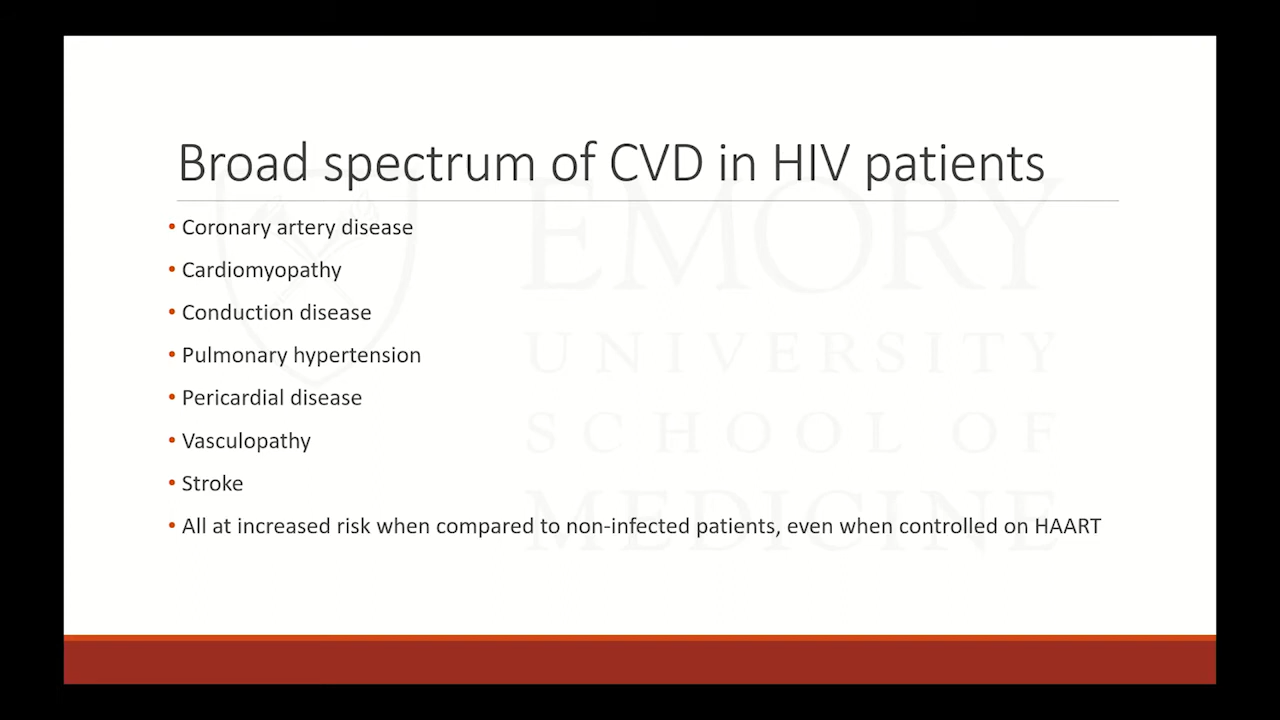 Broad spectrum of CVD in HIV patients
• Coronary artery disease
• Cardiomyopathy
• Conduction disease
• Pulmonary hypertension
• Pericardial disease
• Vasculopathy
• Stroke
• All at increased risk when compared to non-infected patients, even when controlled on HAART
EMORY
UNIVERSITY
SCHOOL OF
MEDICINE